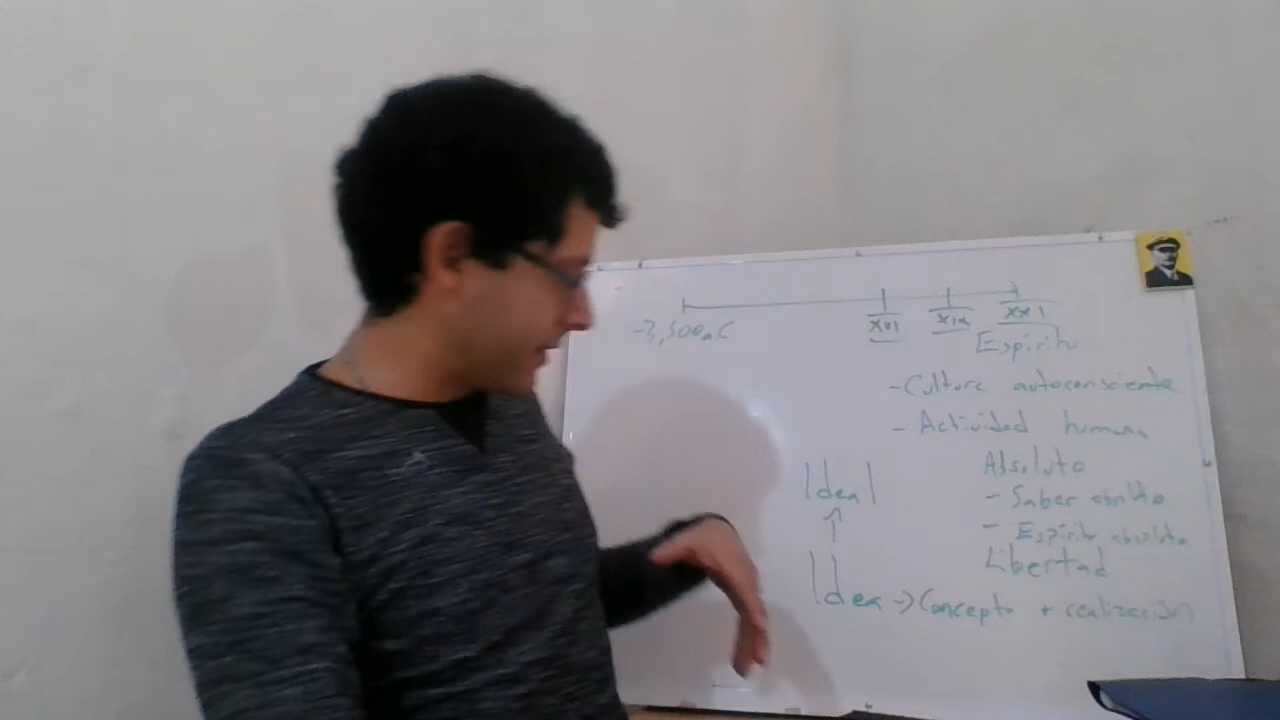 -3,500 a.C XVI XIX XXI
Espíritu
- Cultura autoconsciente
- Actividad humana
Absoluto
Ideal
- Saber absoluto
- Espíritu absoluto
Libertad
Idea -> Concepto + realización